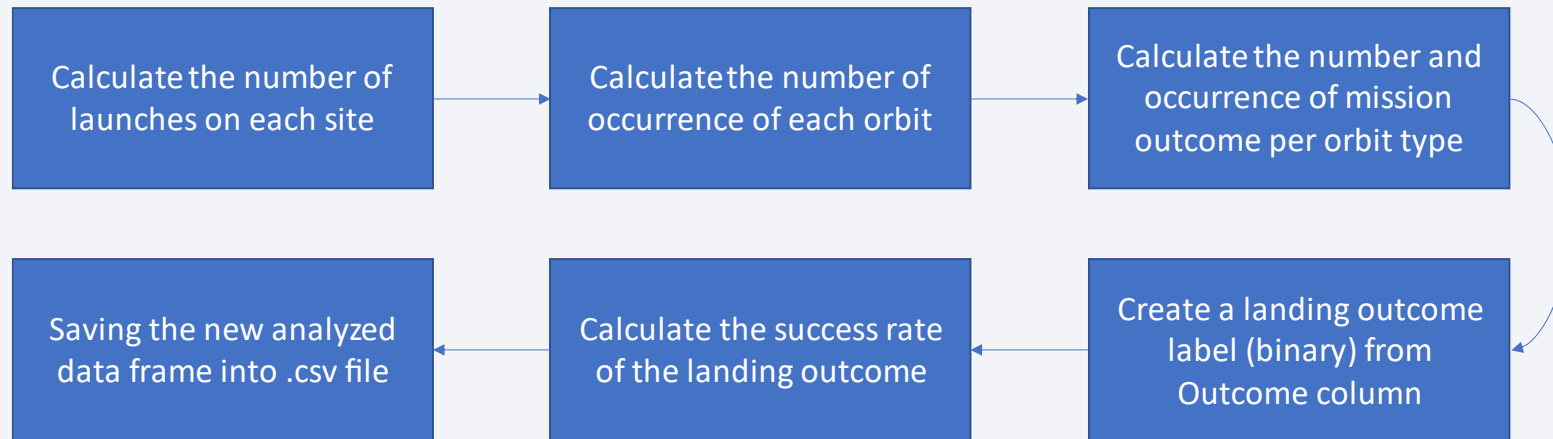 Calculate the number of
launches on each site
Calculate the number of
occurrence of each orbit
Calculate the number and
occurrence of mission
outcome per orbit type
Create a landing outcome
label (binary) from
Outcome column
Calculate the success rate
of the landing outcome
Saving the new analyzed
data frame into .csv file